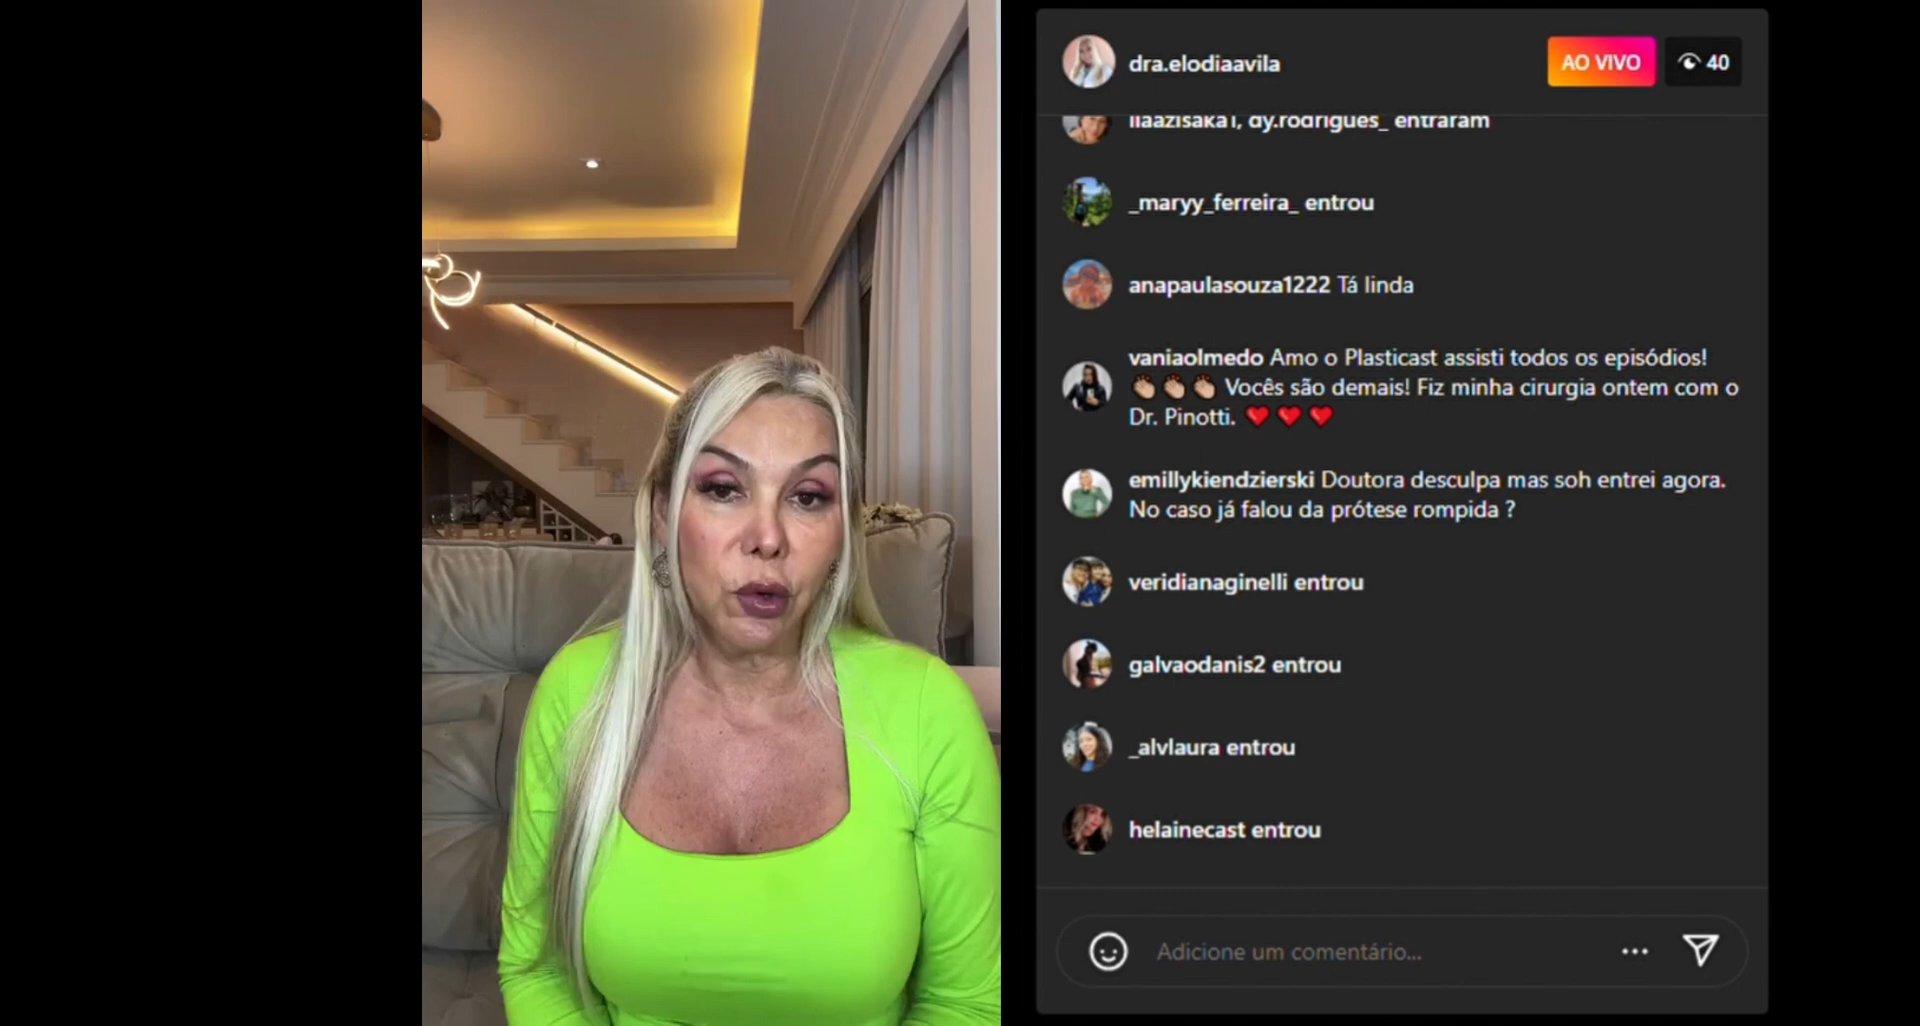 dra.elodiaavila
AO VIVO
40
dy.rodrigues_ entraram
_maryy_ferreira_ entrou
anapaulasouza1222 Tá linda
vaniaolmedo Amo o Plasticast assisti todos os episódios!
👏🏻👏🏻👏🏻 Vocês são demais! Fiz minha cirurgia ontem com o
Dr. Pinotti. ❤️❤️❤️
emillykiendzierski Doutora desculpa mas soh entrei agora.
No caso já falou da prótese rompida ?
veridianaginelli entrou
galvaodanis2 entrou
_alvlaura entrou
helainecast entrou
Adicione um comentário...